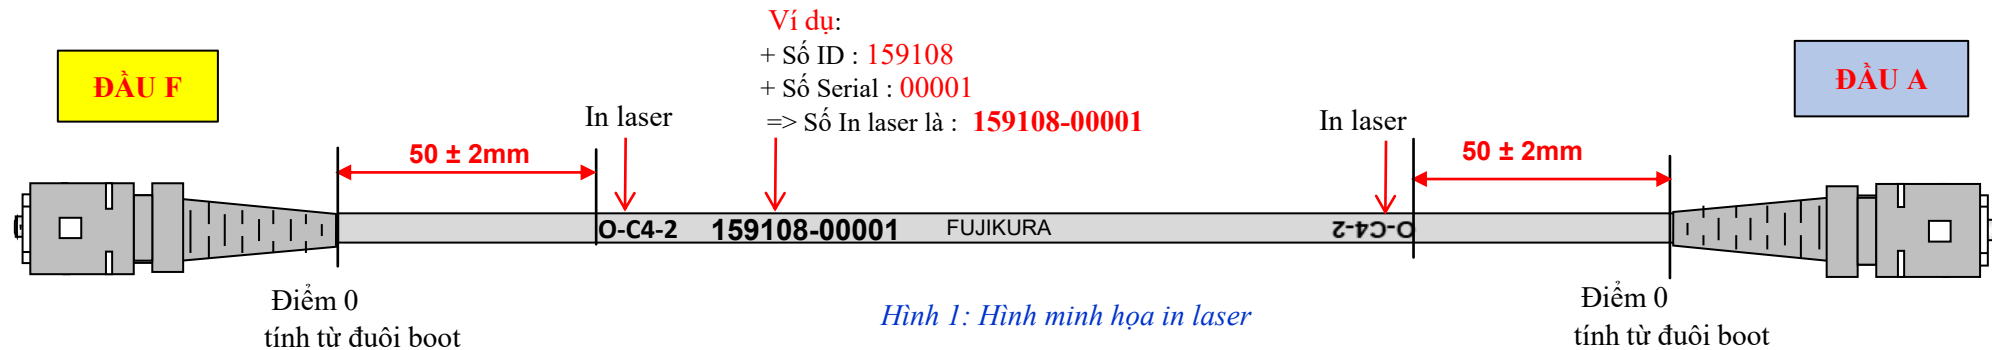 Ví dụ:
ĐẦU F
+ Số ID : 159108
ĐẦU A
+ Số Serial : 00001
In laser
=> Số In laser là : 159108-00001
In laser
50 ± 2mm
50 ± 2mm
O-C4-2 159108-00001 FUJIKURA O-C4-2
Điểm 0
tính từ đuôi boot
Hình 1: Hình minh họa in laser
Điểm 0
tính từ đuôi boot